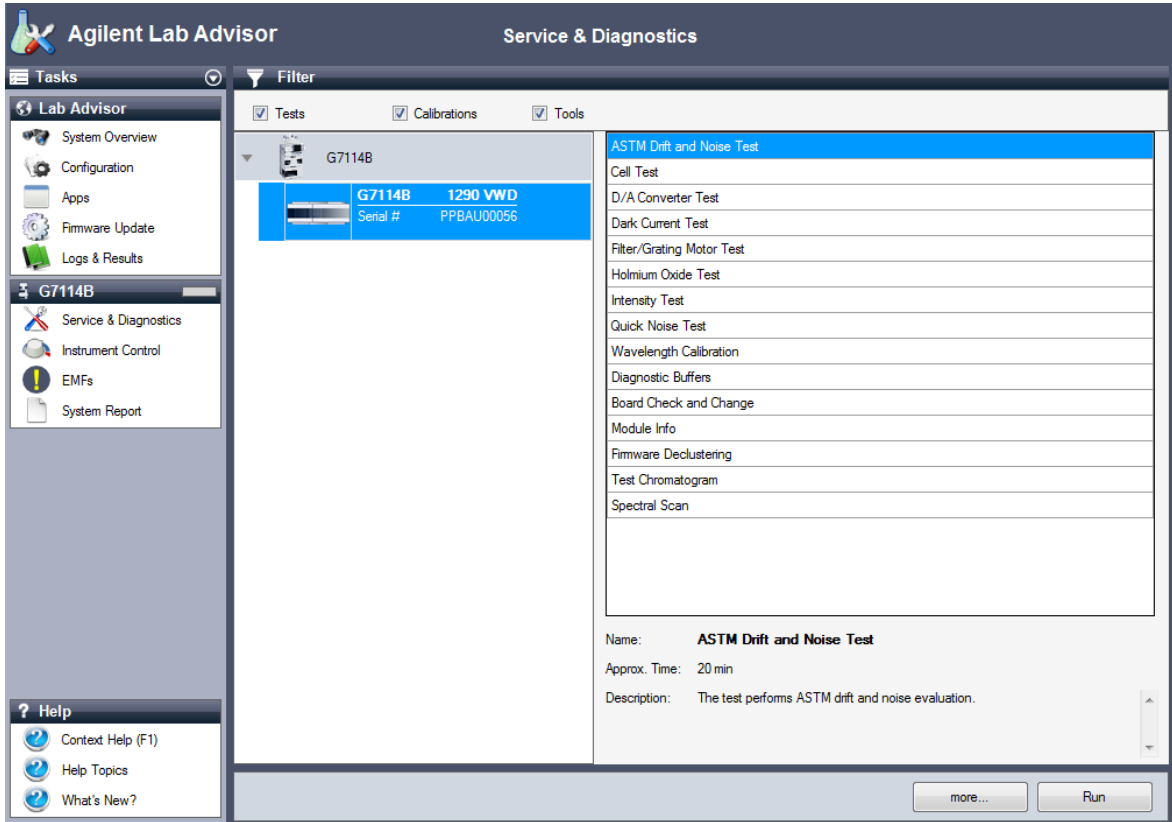 Agilent Lab Advisor
Service & Diagnostics
Tasks
Lab Advisor
System Overview
Configuration
Apps
Firmware Update
Logs & Results
G7114B
Service & Diagnostics
Instrument Control
EMFs
System Report
? Help
Context Help (F1)
Help Topics
What's New?
Filter
Tests Calibrations Tools
G7114B
G7114B 1290 VWD
Serial # PPBAU00056
ASTM Drift and Noise Test
Cell Test
D/A Converter Test
Dark Current Test
Filter/Grating Motor Test
Holmium Oxide Test
Intensity Test
Quick Noise Test
Wavelength Calibration
Diagnostic Buffers
Board Check and Change
Module Info
Firmware Declustering
Test Chromatogram
Spectral Scan
Name: ASTM Drift and Noise Test
Approx. Time: 20 min
Description: The test performs ASTM drift and noise evaluation.
more... Run